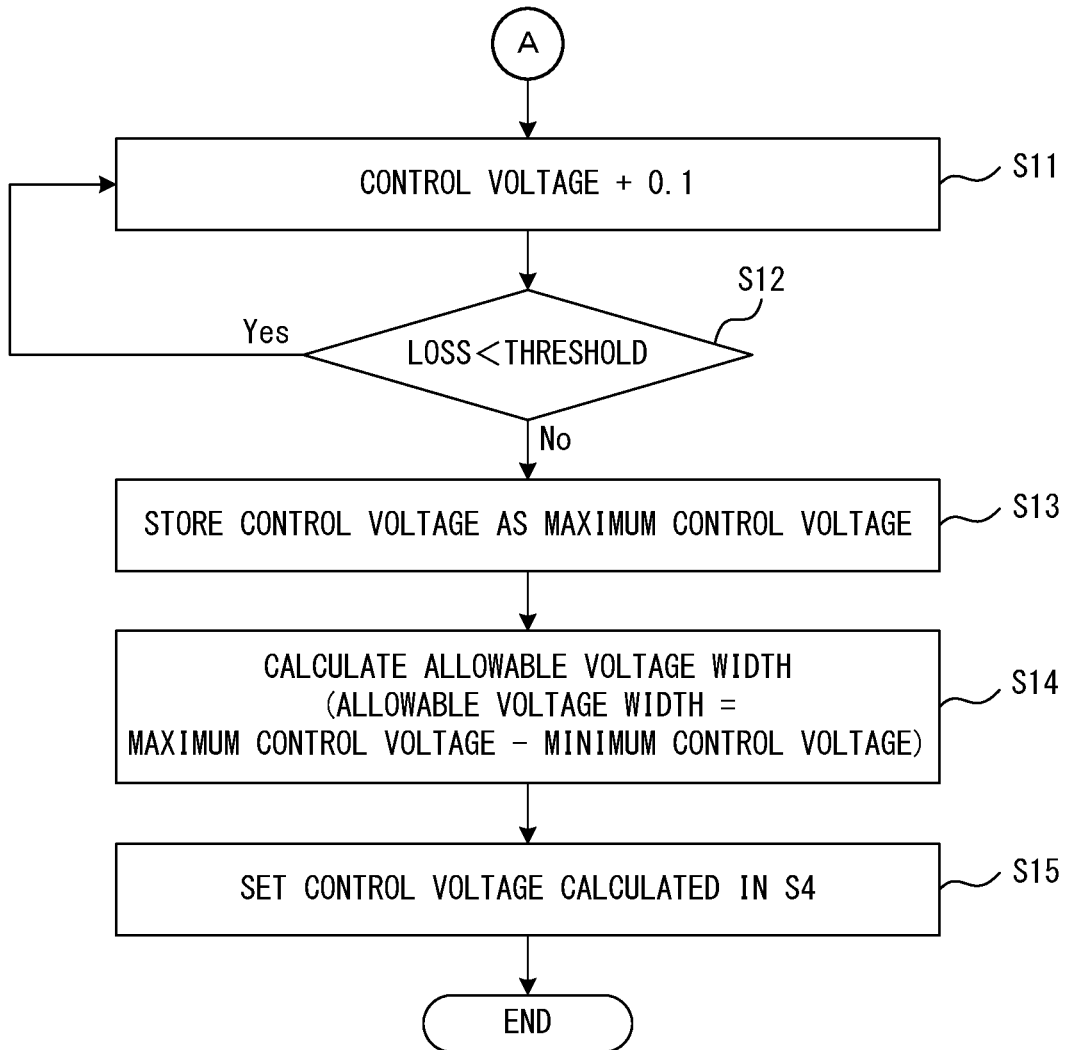 A
CONTROL VOLTAGE + 0.1
S11
S12
Yes
LOSS<THRESHOLD
No
STORE CONTROL VOLTAGE AS MAXIMUM CONTROL VOLTAGE
S13
CALCULATE ALLOWABLE VOLTAGE WIDTH
(ALLOWABLE VOLTAGE WIDTH =
MAXIMUM CONTROL VOLTAGE - MINIMUM CONTROL VOLTAGE)
S14
SET CONTROL VOLTAGE CALCULATED IN S4
S15
END